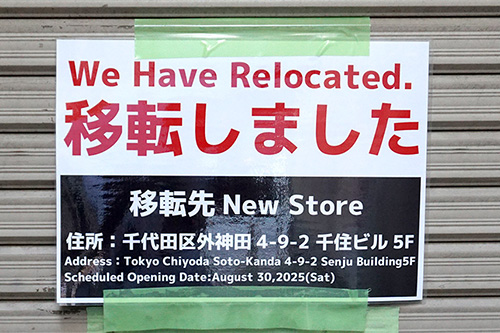 We Have Relocated.
移転しました
移転先 New Store
住所：千代田区外神田 4-9-2 千住ビル 5F
Address：Tokyo Chiyoda Soto-Kanda 4-9-2 Senju Building5F
Scheduled Opening Date:August 30,2025(Sat)